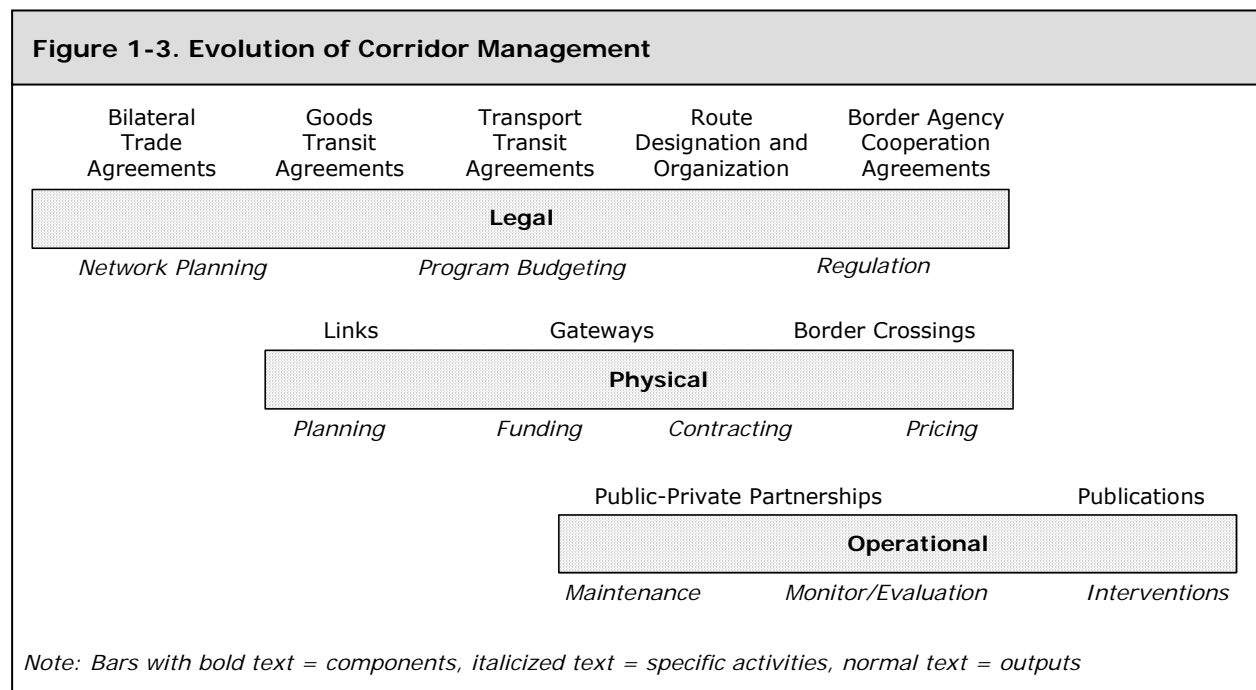 Figure 1-3. Evolution of Corridor Management
Bilateral Trade Agreements
Goods Transit Agreements
Transport Transit Agreements
Route Designation and Organization
Border Agency Cooperation Agreements
Legal
Network Planning Program Budgeting Regulation
Links Gateways Border Crossings
Physical
Planning Funding Contracting Pricing
Public-Private Partnerships Publications
Operational
Maintenance Monitor/Evaluation Interventions
Note: Bars with bold text = components, italicized text = specific activities, normal text = outputs